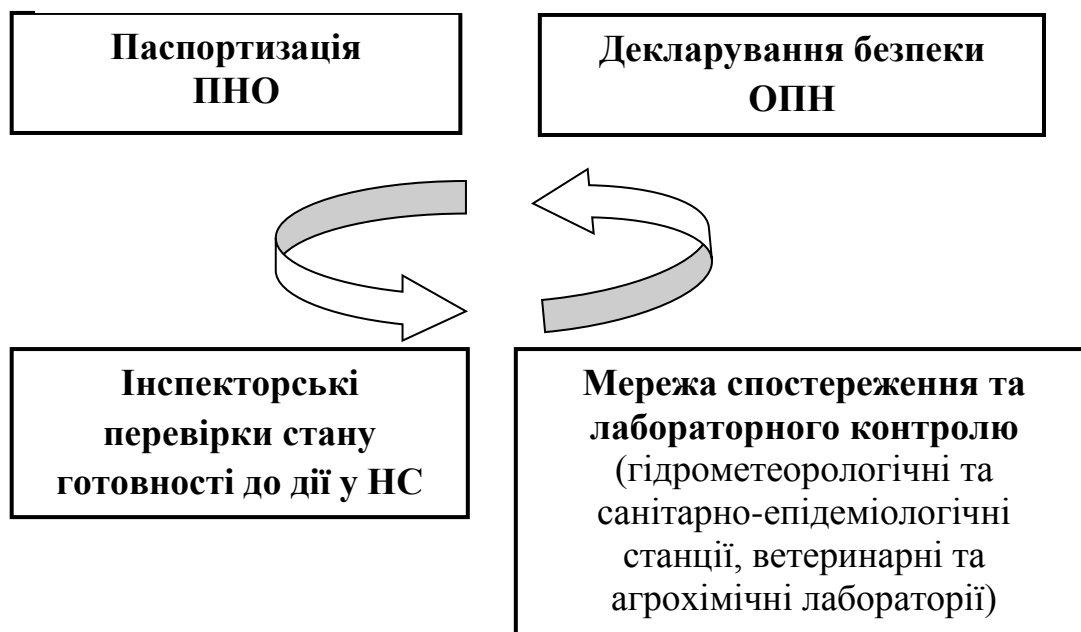 Паспортизація
ПНО
Декларування безпеки
ОПН
Інспекторські
перевірки стану
готовності до дії у НС
Мережа спостереження та
лабораторного контролю
(гідрометеорологічні та
санітарно-епідеміологічні
станції, ветеринарні та
агрохімічні лабораторії)